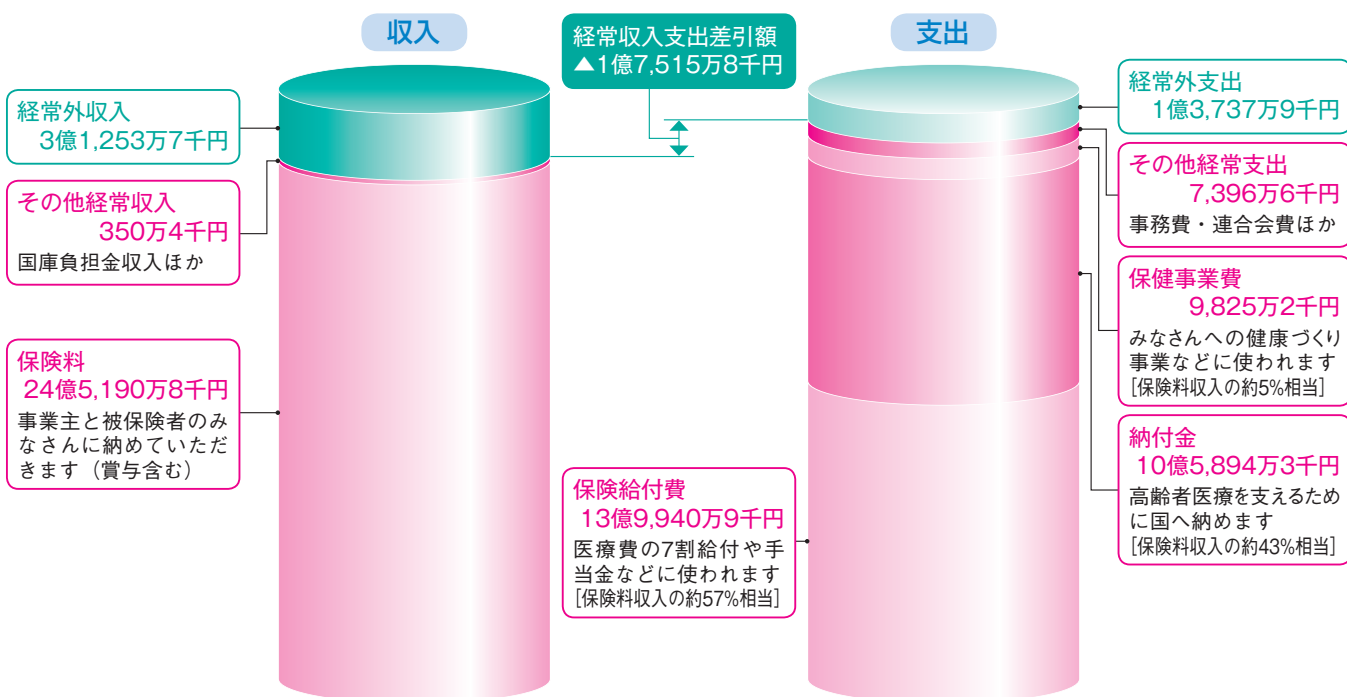 収入
経常収入支出差引額
▲1億7,515万8千円
支出
経常外収入
3億1,253万7千円
その他経常収入
350万4千円
国庫負担金収入ほか
保険料
24億5,190万8千円
事業主と被保険者のみ
なさんに納めていただ
きます（賞与含む）
経常外支出
1億3,737万9千円
その他経常支出
7,396万6千円
事務費・連合会費ほか
保健事業費
9,825万2千円
みなさんへの健康づくり
事業などに使われます
[保険料収入の約5%相当]
納付金
10億5,894万3千円
高齢者医療を支えるため
に国へ納めます
[保険料収入の約43%相当]
保険給付費
13億9,940万9千円
医療費の7割給付や手
当金などに使われます
[保険料収入の約57%相当]